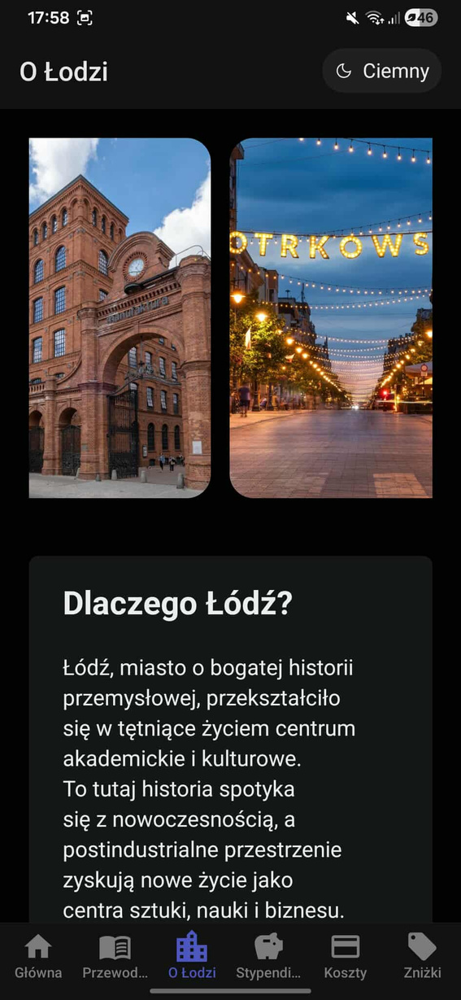 17:58
46
O Łodzi
Ciemny
manufaktura
OTRKOWS
Dlaczego Łódź?
Łódź, miasto o bogatej historii
przemysłowej, przekształciło
się w tętniące życiem centrum
akademickie i kulturowe.
To tutaj historia spotyka
się z nowoczesnością, a
postindustrialne przestrzenie
zyskują nowe życie jako
centra sztuki, nauki i biznesu.
Główna
Przewod...
O Łodzi
Stypendi...
Koszty
Zniżki